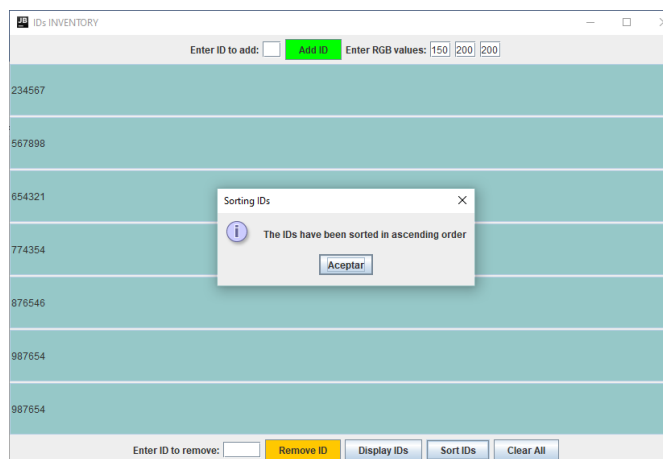 JB IDs INVENTORY
Enter ID to add: Add ID Enter RGB values: 150 200 200
234567
567898
654321
Sorting IDs
The IDs have been sorted in ascending order
774354
Aceptar
876546
987654
987654
Enter ID to remove: Remove ID Display IDs Sort IDs Clear All